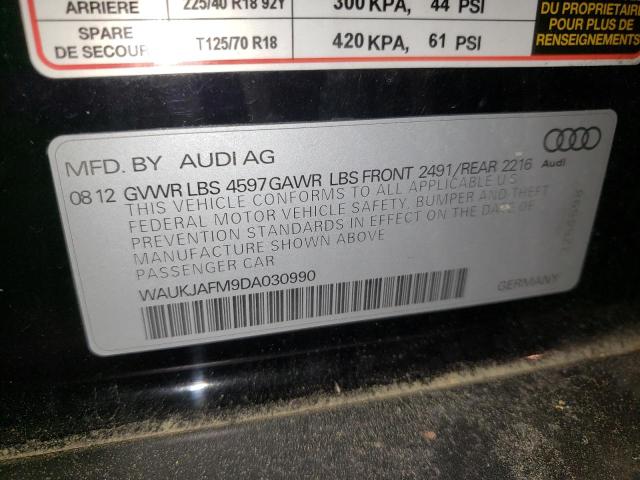 ARRIERE 225/40 R18 92Y 300 KPA, 44 PSI
SPARE
DE SECOURS T125/70 R18 420 KPA, 61 PSI
DU PROPRIETAIRE
POUR PLUS DE
RENSEIGNEMENTS
MFD. BY AUDI AG
08 12 GVWR LBS 4597 GAWR LBS FRONT 2491/REAR 2216
THIS VEHICLE CONFORMS TO ALL APPLICABLE U.S.
FEDERAL MOTOR VEHICLE SAFETY, BUMPER AND THEFT
PREVENTION STANDARDS IN EFFECT ON THE DATE OF
MANUFACTURE SHOWN ABOVE
PASSENGER CAR
WAUKJAFM9DA030990
Audi
GERMANY